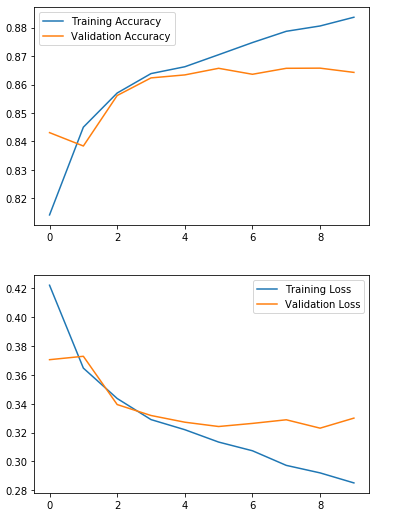 Training Accuracy
Validation Accuracy
0.88
0.87
0.86
0.85
0.84
0.83
0.82
0 2 4 6 8
Training Loss
Validation Loss
0.42
0.40
0.38
0.36
0.34
0.32
0.30
0.28
0 2 4 6 8